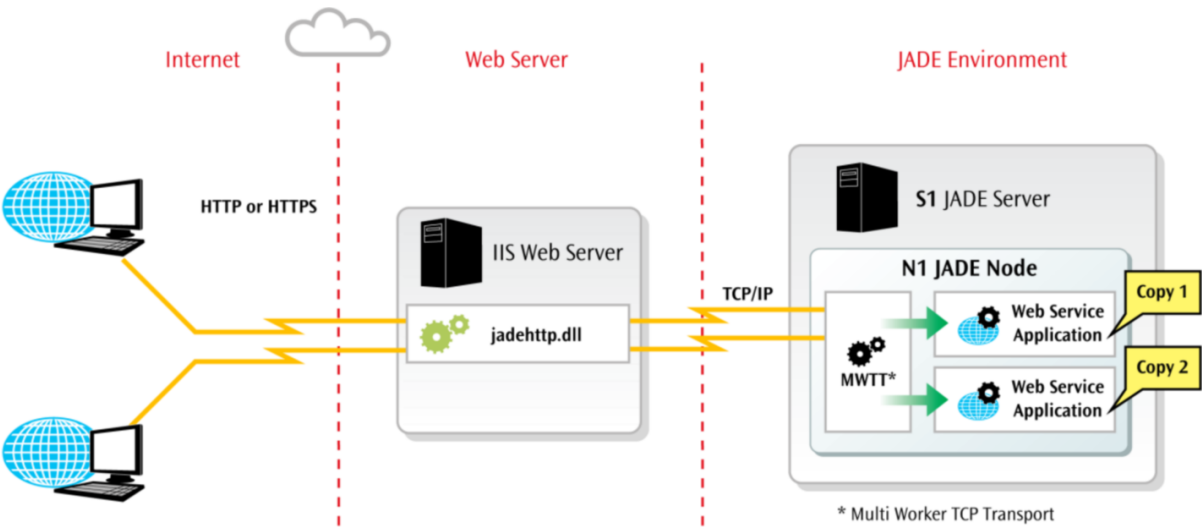 Internet
Web Server
JADE Environment
HTTP or HTTPS
IIS Web Server
jadehttp.dll
TCP/IP
S1 JADE Server
N1 JADE Node
MWTT*
Web Service
Application
Copy 1
Web Service
Application
Copy 2
* Multi Worker TCP Transport